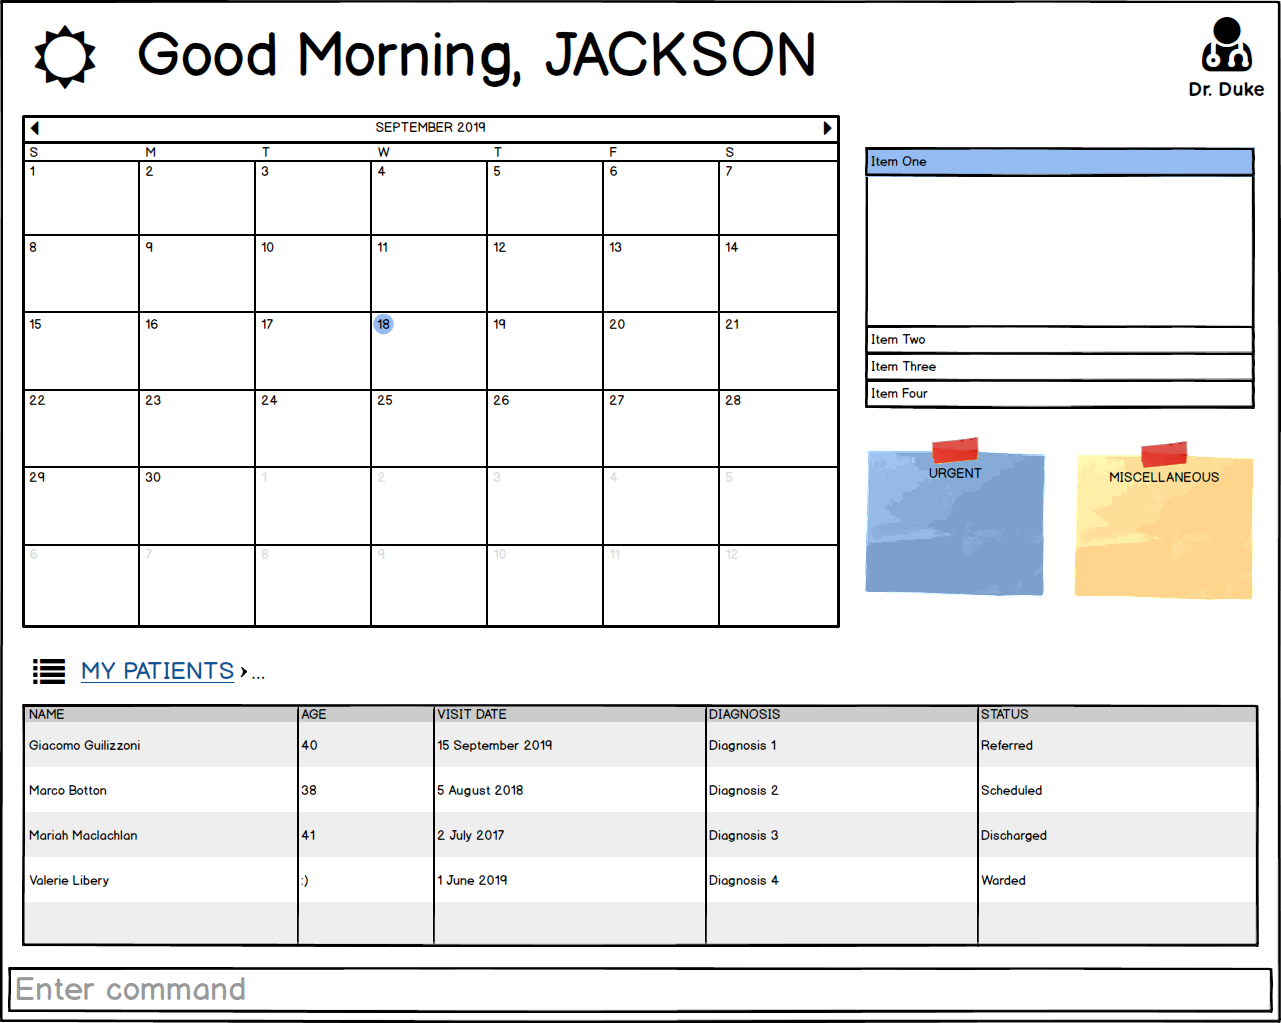 Good Morning, JACKSON
Dr. Duke
SEPTEMBER 2019
S M T W T F S
1 2 3 4 5 6 7
8 9 10 11 12 13 14
15 16 17 18 19 20 21
22 23 24 25 26 27 28
29 30 1 2 3 4 5
6 7 8 9 10 11 12
Item One
Item Two
Item Three
Item Four
URGENT
MISCELLANEOUS
MY PATIENTS > ...
NAME AGE VISIT DATE DIAGNOSIS STATUS
Giacomo Guilizzoni 40 15 September 2019 Diagnosis 1 Referred
Marco Botton 38 5 August 2018 Diagnosis 2 Scheduled
Mariah Maclachlan 41 2 July 2017 Diagnosis 3 Discharged
Valerie Libery :) 1 June 2019 Diagnosis 4 Warded
Enter command